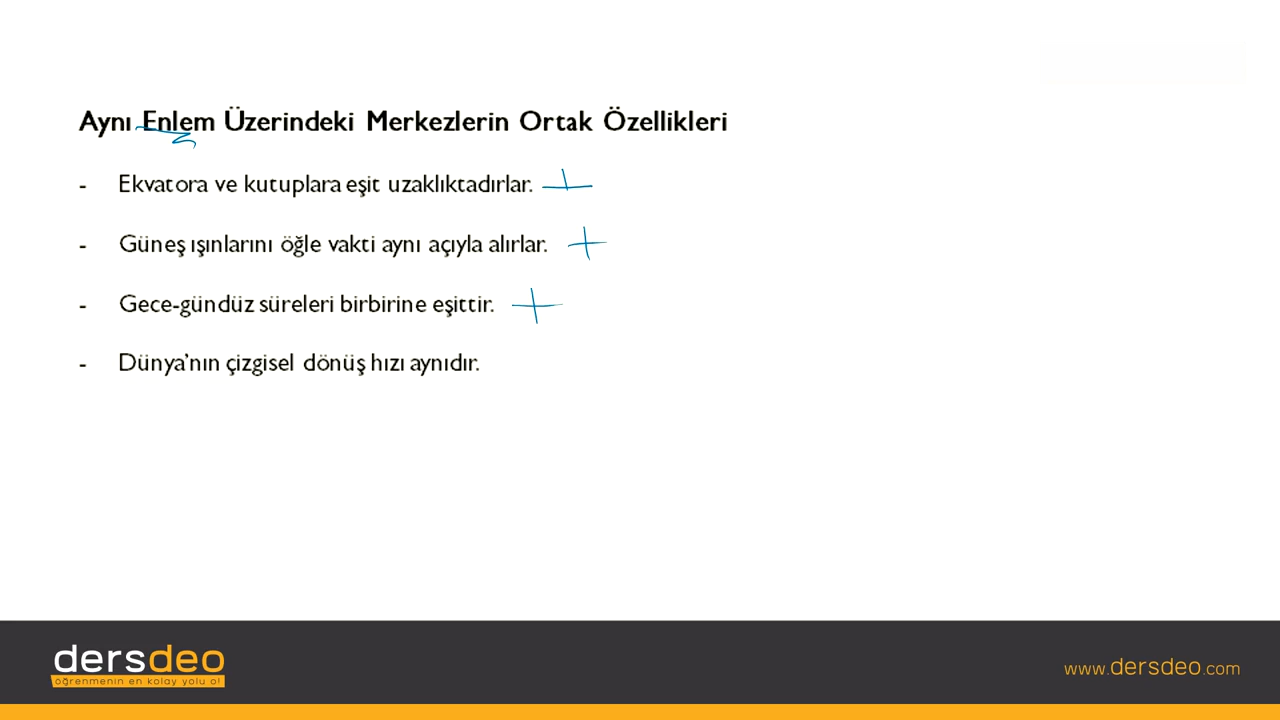 Aynı Enlem Üzerindeki Merkezlerin Ortak Özellikleri
- Ekvatora ve kutuplara eşit uzaklıktadırlar. +
- Güneş ışınlarını öğle vakti aynı açıyla alırlar. +
- Gece-gündüz süreleri birbirine eşittir. +
- Dünya’nın çizgisel dönüş hızı aynıdır.
dersdeo
öğrenmenin en kolay yolu o!
www.dersdeo.com